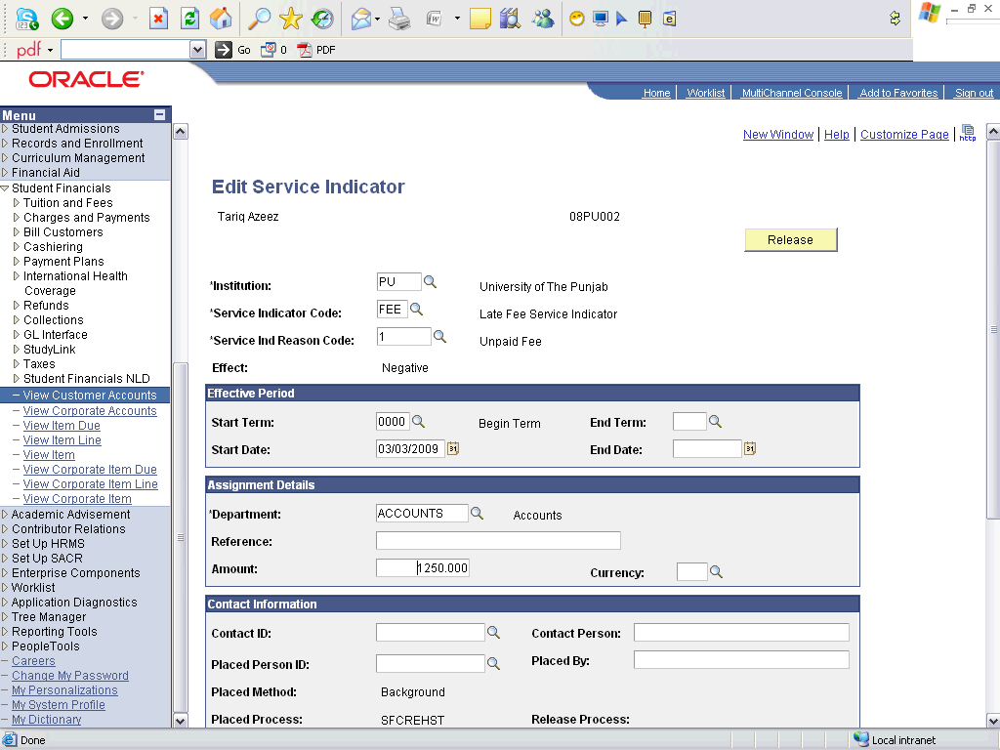 pdf Go 0 PDF
ORACLE
Home Worklist MultiChannel Console Add to Favorites Sign out
New Window Help Customize Page http
Menu
Student Admissions
Records and Enrollment
Curriculum Management
Financial Aid
Student Financials
Tuition and Fees
Charges and Payments
Bill Customers
Cashiering
Payment Plans
International Health
Coverage
Refunds
Collections
GL Interface
StudyLink
Taxes
Student Financials NLD
View Customer Accounts
View Corporate Accounts
View Item Due
View Item Line
View Item
View Corporate Item Due
View Corporate Item Line
View Corporate Item
Academic Advisement
Contributor Relations
Set Up HRMS
Set Up SACR
Enterprise Components
Worklist
Application Diagnostics
Tree Manager
Reporting Tools
PeopleTools
Careers
Change My Password
My Personalizations
My System Profile
My Dictionary
Edit Service Indicator
Tariq Azeez 08PU002
Release
*Institution: PU University of The Punjab
*Service Indicator Code: FEE Late Fee Service Indicator
*Service Ind Reason Code: 1 Unpaid Fee
Effect: Negative
Effective Period
Start Term: 0000 Begin Term End Term:
Start Date: 03/03/2009 31 End Date: 31
Assignment Details
*Department: ACCOUNTS Accounts
Reference:
Amount: 1250.000 Currency:
Contact Information
Contact ID: Contact Person:
Placed Person ID: Placed By:
Placed Method: Background
Placed Process: SFCREHST Release Process:
Done Local intranet